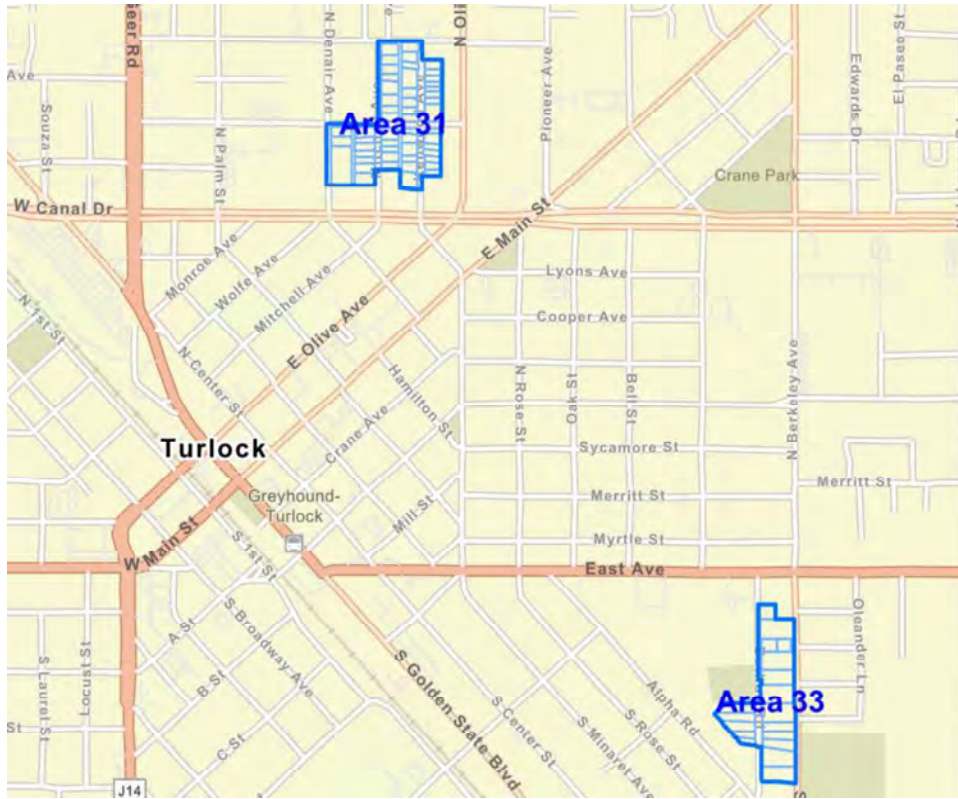 Geer Rd
N Denair Ave
Ave
N Oliv
Pioneer Ave
Edwards Dr
El Paseo St
Ave
Souza St
N Palm St
Area 31
Crane Park
W Canal Dr
E Main St
Monroe Ave
Wolfe Ave
Mitchell Ave
Lyons Ave
E Olive Ave
Cooper Ave
N 1st St
N Center St
Hamilton St
N Rose St
Oak St
Bell St
N Berkeley Ave
Crane Ave
Turlock
Sycamore St
Merritt St
Greyhound-
Turlock
Merritt St
Mill St
Myrtle St
W Main St
S 1st St
East Ave
A St
S Broadway Ave
Oleander Ln
S Laurel St
Locust St
B St
S Golden State Blvd
Alpha Rd
Area 33
S Rose St
S Center St
S Minaret Ave
St
C St
J14
S